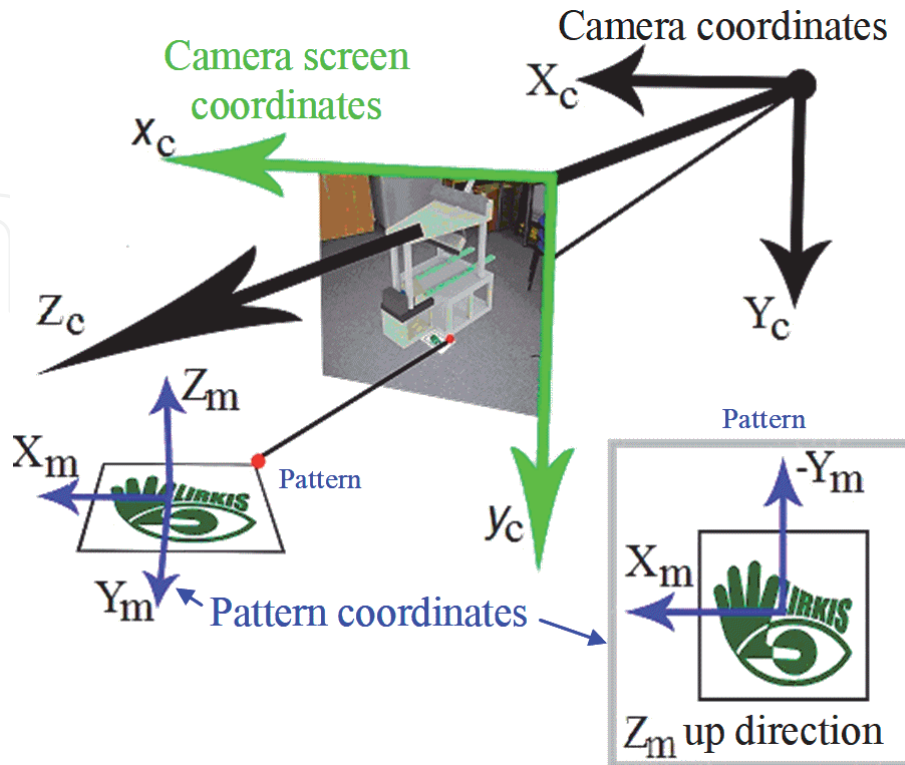 Camera coordinates
Camera screen
coordinates
Xc
xc
Yc
Zc
Zm
Pattern
Xm
Pattern
-Ym
LIRKIS
yc
Xm
Ym
LIRKIS
Pattern coordinates
Zm up direction